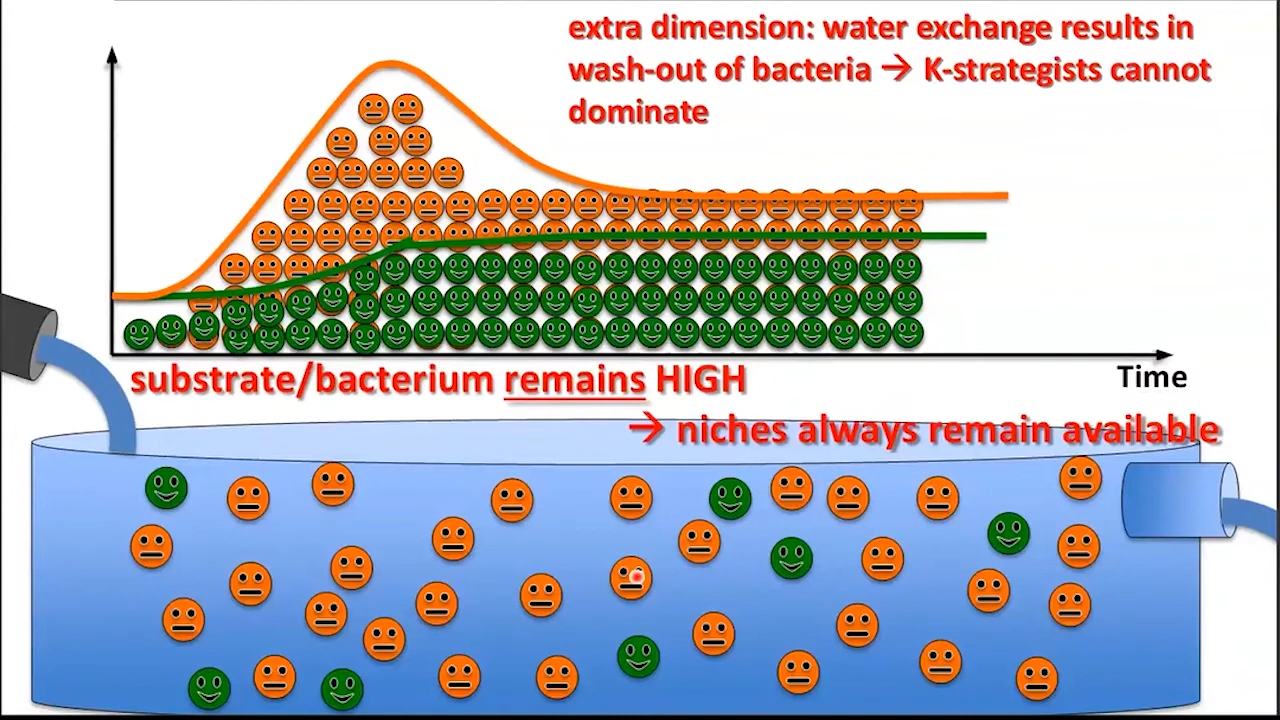 extra dimension: water exchange results in
wash-out of bacteria → K-strategists cannot
dominate
Time
substrate/bacterium remains HIGH
→ niches always remain available